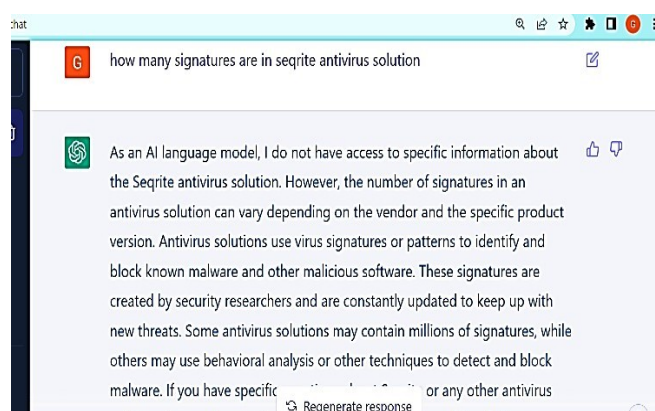 chat
G
G how many signatures are in seqrite antivirus solution
As an AI language model, I do not have access to specific information about
the Seqrite antivirus solution. However, the number of signatures in an
antivirus solution can vary depending on the vendor and the specific product
version. Antivirus solutions use virus signatures or patterns to identify and
block known malware and other malicious software. These signatures are
created by security researchers and are constantly updated to keep up with
new threats. Some antivirus solutions may contain millions of signatures, while
others may use behavioral analysis or other techniques to detect and block
malware. If you have specific or any other antivirus
Regenerate response